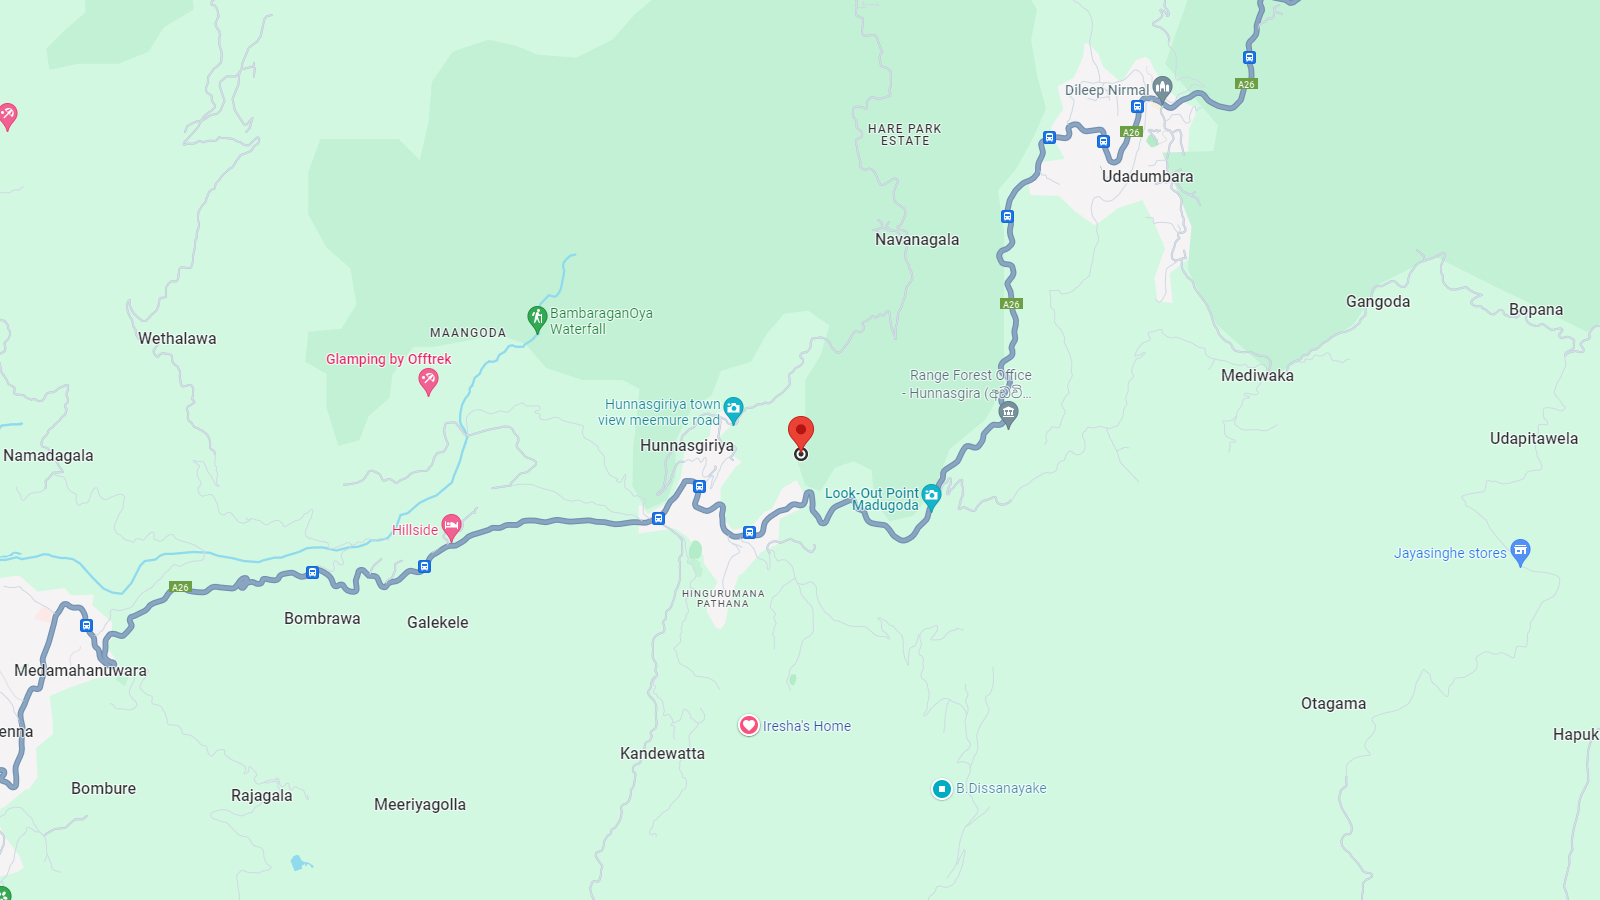 A26
Dileep Nirmal
HARE PARK
ESTATE
A26
Udadumbara
Navanagala
A26
Gangoda
Bopana
BambaraganOya
Waterfall
MAANGODA
Wethalawa
Glamping by Offtrek
Range Forest Office
- Hunnasgira
Mediwaka
Hunnasgiriya town
view meemure road
Hunnasgiriya
Udapitawela
Namadagala
Look-Out Point
Madugoda
Hillside
Jayasinghe stores
A26
HINGURUMANA
PATHANA
Bombrawa
Galekele
Medamahanuwara
Otagama
enna
Iresha's Home
Hapuk
Kandewatta
Bombure
Rajagala
Meeriyagolla
B.Dissanayake